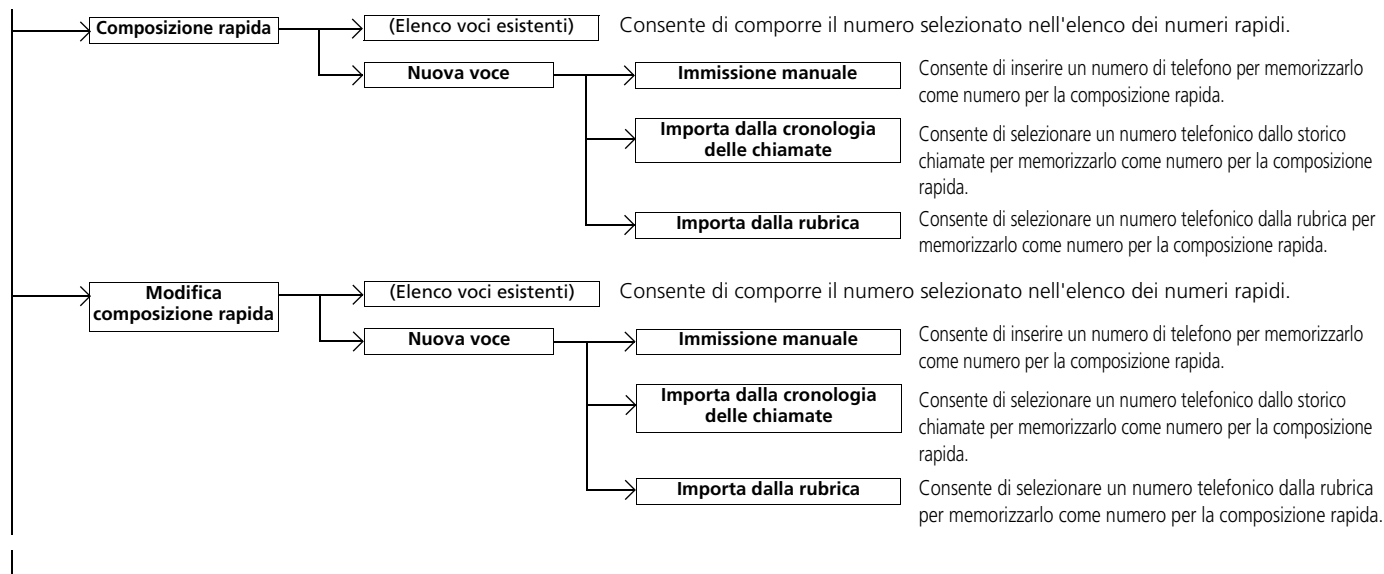 Composizione rapida
(Elenco voci esistenti)
Consente di comporre il numero selezionato nell'elenco dei numeri rapidi.
Nuova voce
Immissione manuale
Consente di inserire un numero di telefono per memorizzarlo
come numero per la composizione rapida.
Importa dalla cronologia
delle chiamate
Consente di selezionare un numero telefonico dallo storico
chiamate per memorizzarlo come numero per la composizione
rapida.
Importa dalla rubrica
Consente di selezionare un numero telefonico dalla rubrica per
memorizzarlo come numero per la composizione rapida.
Modifica
composizione rapida
(Elenco voci esistenti)
Consente di comporre il numero selezionato nell'elenco dei numeri rapidi.
Nuova voce
Immissione manuale
Consente di inserire un numero di telefono per memorizzarlo
come numero per la composizione rapida.
Importa dalla cronologia
delle chiamate
Consente di selezionare un numero telefonico dallo storico
chiamate per memorizzarlo come numero per la composizione
rapida.
Importa dalla rubrica
Consente di selezionare un numero telefonico dalla rubrica
per memorizzarlo come numero per la composizione rapida.